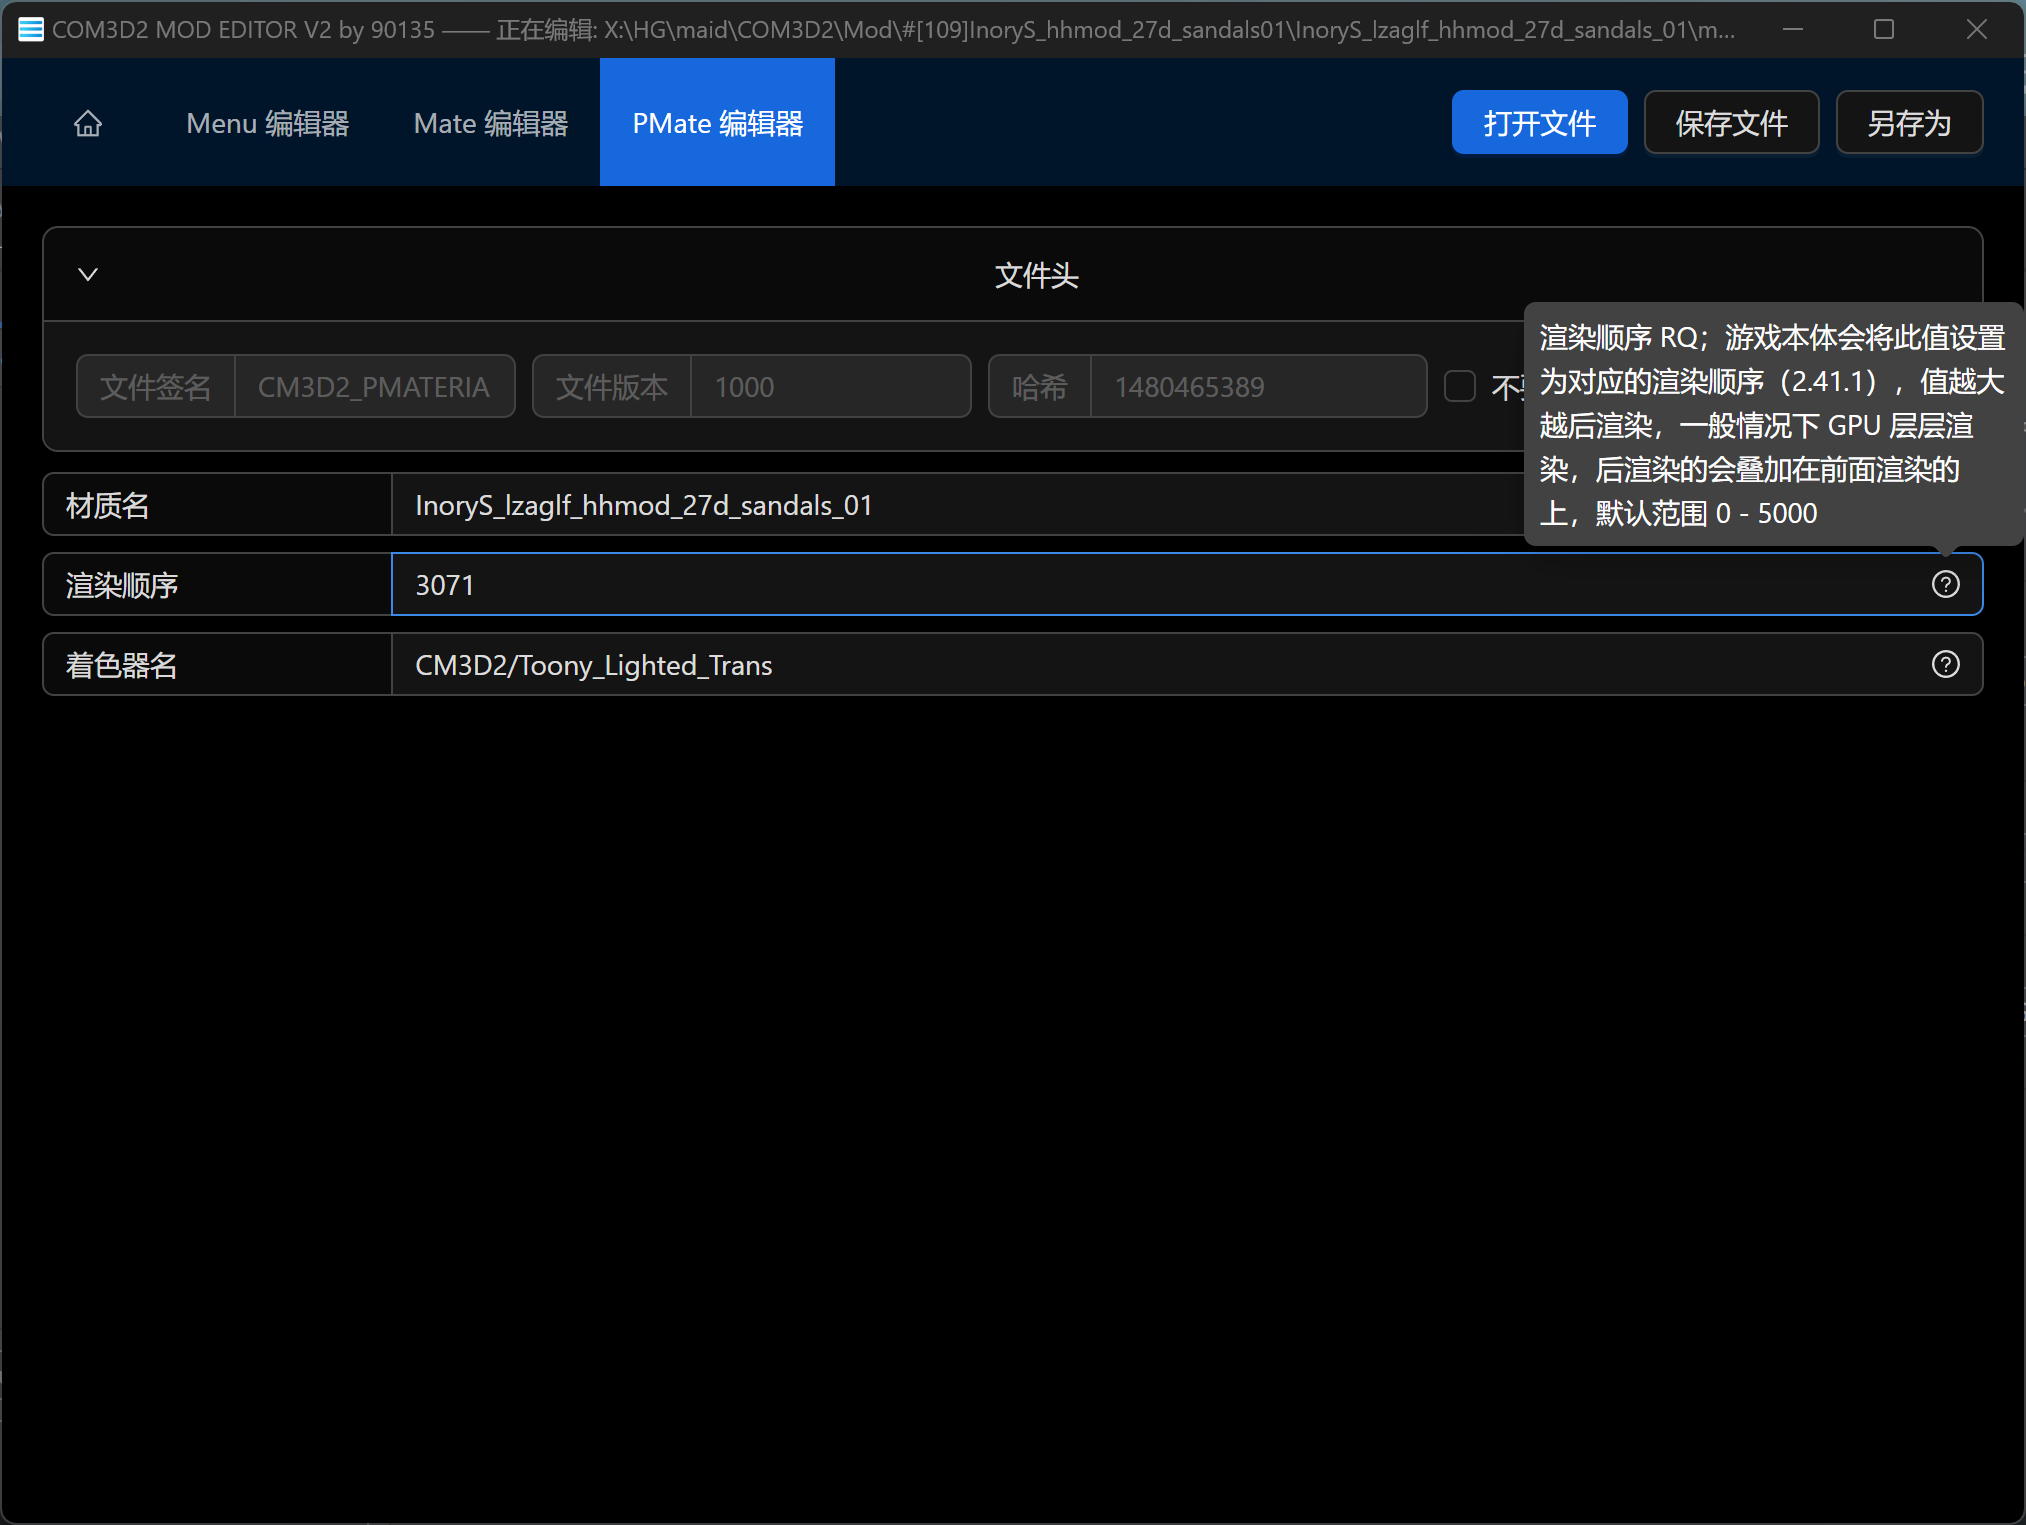 COM3D2 MOD EDITOR V2 by 90135 —— 正在编辑: X:\HG\maid\COM3D2\Mod\#[109]InoryS_hhmod_27d_sandals01\InoryS_lzaglf_hhmod_27d_sandals_01\m...
Menu 编辑器 Mate 编辑器 PMate 编辑器 打开文件 保存文件 另存为
文件头
文件签名 CM3D2_PMATERIA 文件版本 1000 哈希 1480465389 不
渲染顺序 RQ；游戏本体会将此值设置
为对应的渲染顺序（2.41.1），值越大
越后渲染，一般情况下 GPU 层层渲
染，后渲染的会叠加在前面渲染的
上，默认范围 0 - 5000
材质名 InoryS_lzaglf_hhmod_27d_sandals_01
渲染顺序 3071
着色器名 CM3D2/Toony_Lighted_Trans